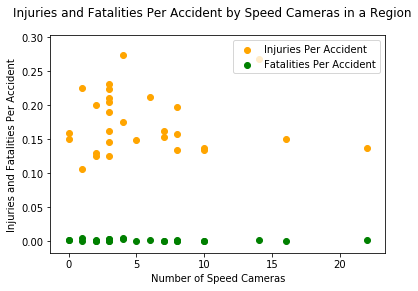 Injuries and Fatalities Per Accident by Speed Cameras in a Region
0.30
0.25
0.20
0.15
0.10
0.05
0.00
Injuries and Fatalities Per Accident
Injuries Per Accident
Fatalities Per Accident
0
5
10
15
20
Number of Speed Cameras